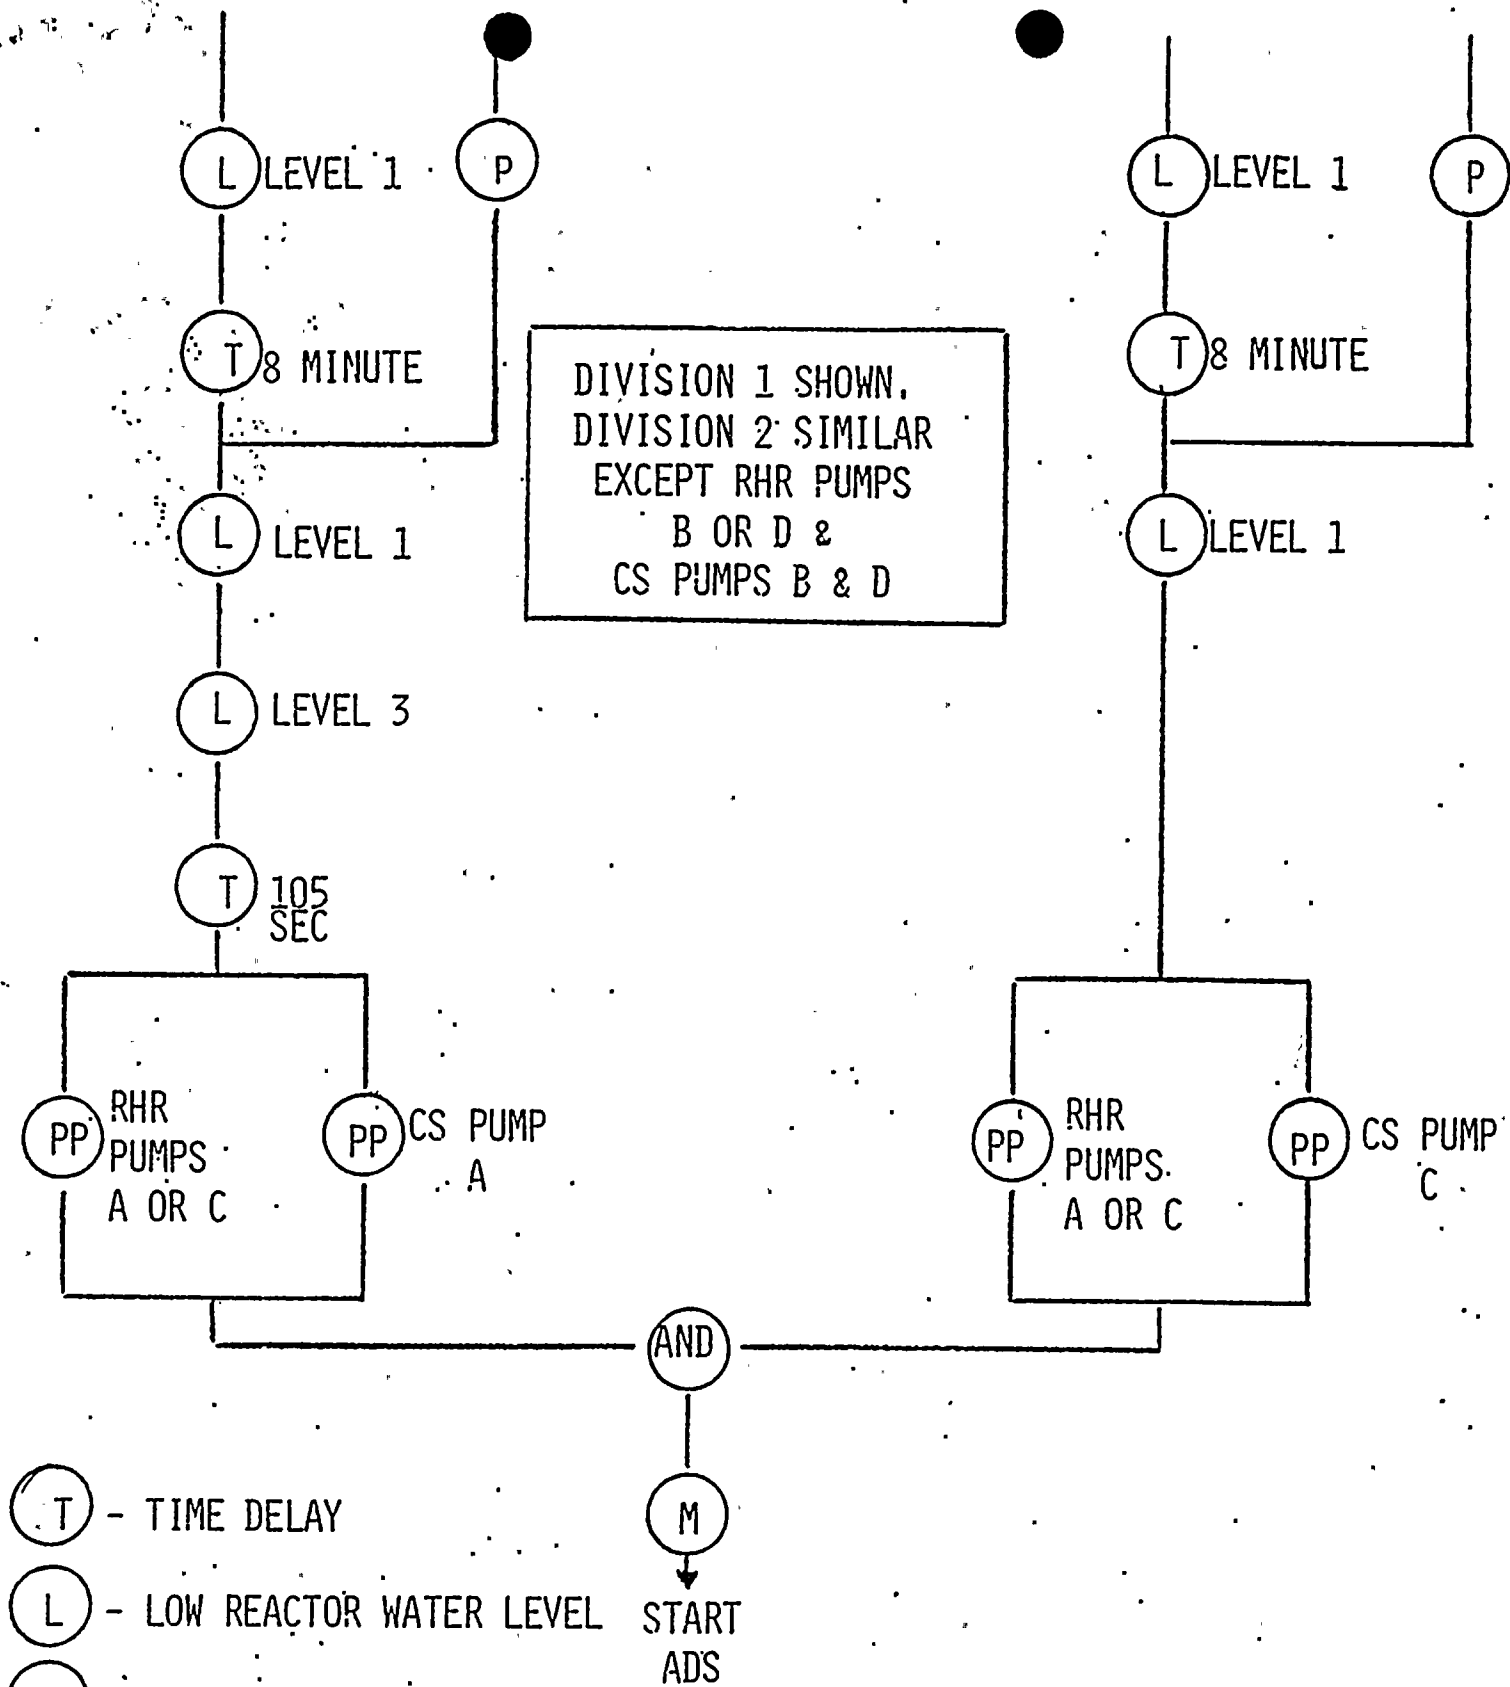 L LEVEL 1
P
L LEVEL 1
P
T 8 MINUTE
T 8 MINUTE
DIVISION 1 SHOWN.
DIVISION 2 SIMILAR
EXCEPT RHR PUMPS
B OR D &
CS PUMPS B & D
L LEVEL 1
L LEVEL 1
L LEVEL 3
T 105
SEC
PP
RHR
PUMPS
A OR C
PP
CS PUMP
A
PP
RHR
PUMPS
A OR C
PP
CS PUMP
C
AND
M
START
ADS
T - TIME DELAY
L - LOW REACTOR WATER LEVEL